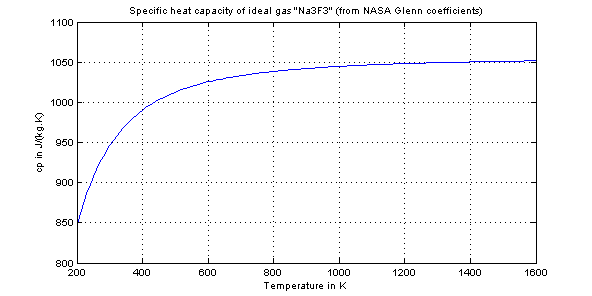 Specific heat capacity of ideal gas "Na3F3" (from NASA Glenn coefficients)
1100
1050
1000
950
900
850
800
cp in J/(kg.K)
200 400 600 800 1000 1200 1400 1600
Temperature in K